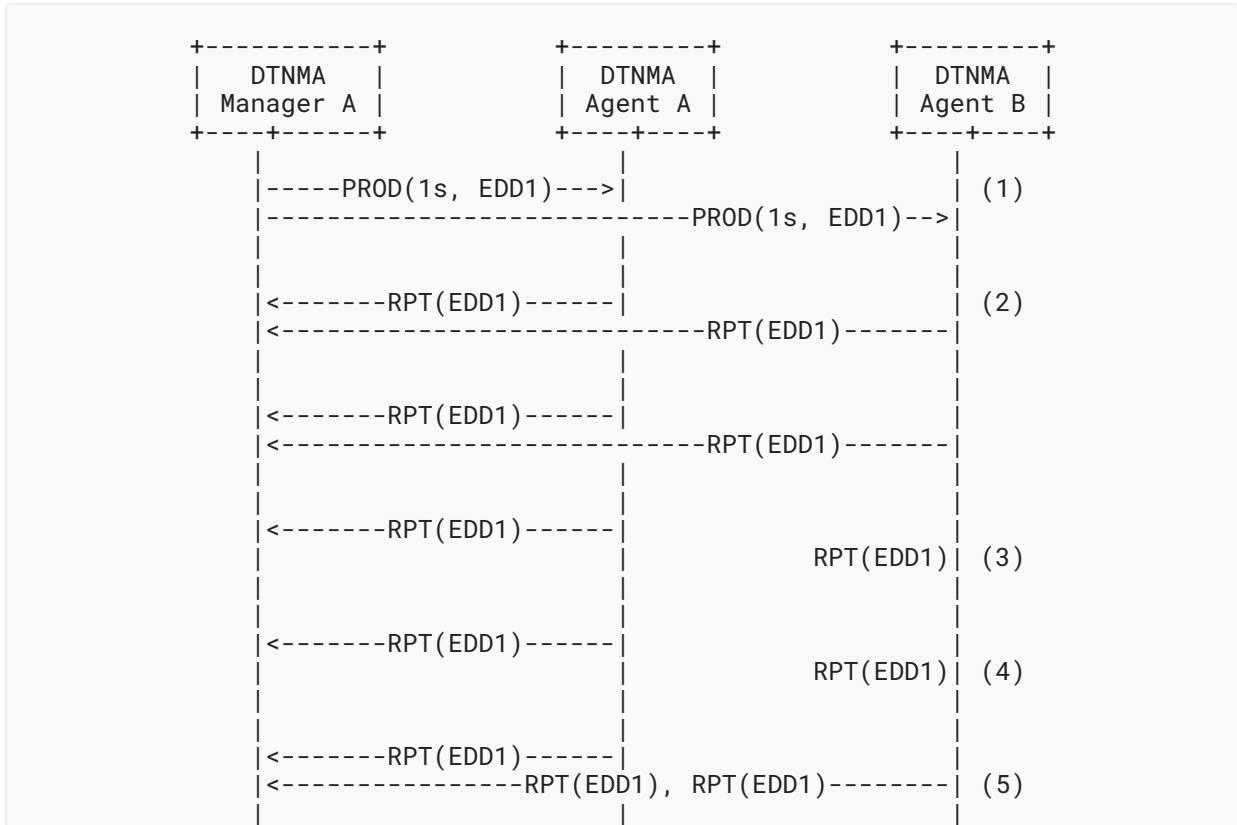 +-----------+           +---------+           +---------+
|   DTNMA   |           |  DTNMA  |           |  DTNMA  |
| Manager A |           | Agent A |           | Agent B |
+----+------+           +----+----+           +----+----+
    |                       |                     |
    |-----PROD(1s, EDD1)--->|                     | (1)
    |----------------------------PROD(1s, EDD1)-->|
    |                       |                     |
    |                       |                     |
    |<-------RPT(EDD1)------|                     | (2)
    |<----------------------------RPT(EDD1)-------|
    |                       |                     |
    |                       |                     |
    |<-------RPT(EDD1)------|                     |
    |<----------------------------RPT(EDD1)-------|
    |                       |                     |
    |                       |                     |
    |<-------RPT(EDD1)------|                     |
    |                       |            RPT(EDD1)| (3)
    |                       |                     |
    |                       |                     |
    |<-------RPT(EDD1)------|                     |
    |                       |            RPT(EDD1)| (4)
    |                       |                     |
    |                       |                     |
    |<-------RPT(EDD1)------|                     |
    |<----------------RPT(EDD1), RPT(EDD1)--------| (5)
    |                       |                     |